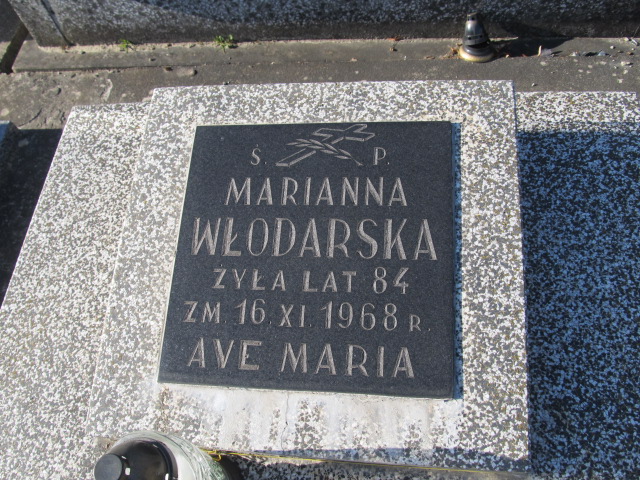 Ś. P.
MARIANNA
WŁODARSKA
ŻYŁA LAT 84
ZM. 16.XI.1968 R.
AVE MARIA